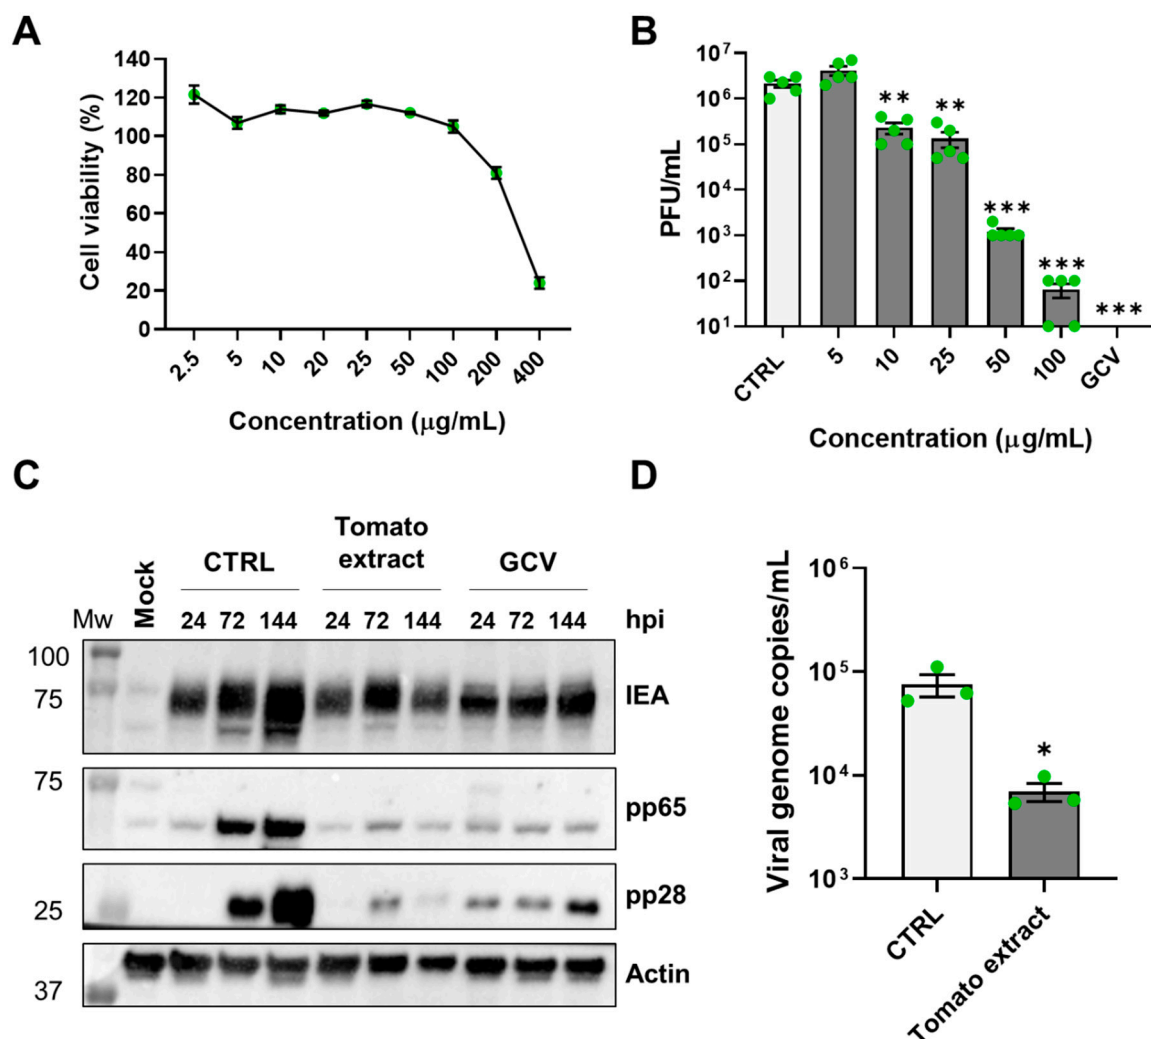 A
Cell viability (%)
140
120
100
80
60
40
20
0
2.5
5
10
20
25
50
100
200
400
Concentration (μg/mL)
B
PFU/mL
10⁷
10⁶
10⁵
10⁴
10³
10²
10¹
**
**
***
***
***
CTRL
5
10
25
50
100
GCV
Concentration (μg/mL)
C
CTRL
Tomato
extract
GCV
Mw
Mock
24 72 144 24 72 144 24 72 144 hpi
100
75
IEA
75
pp65
25
pp28
37
Actin
D
Viral genome copies/mL
10⁶
10⁵
10⁴
10³
*
CTRL
Tomato extract